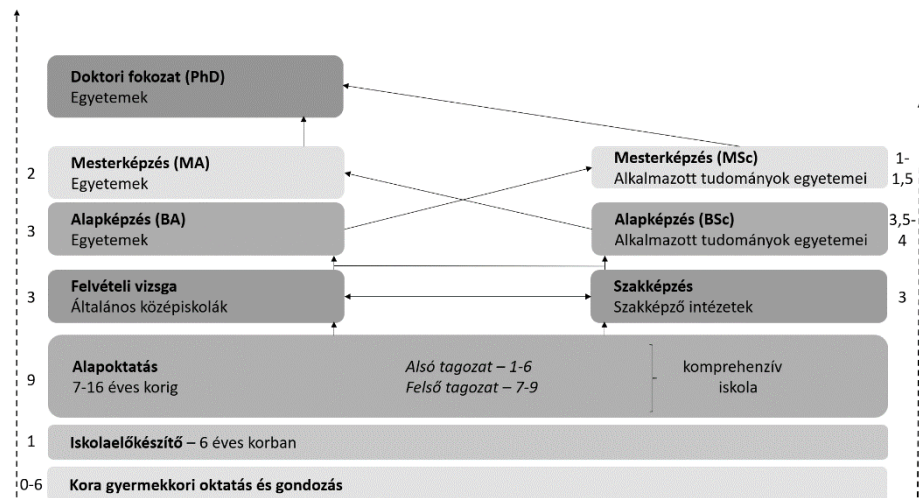 Doktori fokozat (PhD)
Egyetemek
2
Mesterképzés (MA)
Egyetemek
Mesterképzés (MSc)
Alkalmazott tudományok egyetemei
1-
1,5
3
Alapképzés (BA)
Egyetemek
Alapképzés (BSc)
Alkalmazott tudományok egyetemei
3,5-
4
3
Felvételi vizsga
Általános középiskolák
Szakképzés
Szakképző intézetek
3
9
Alapoktatás
7-16 éves korig
Alsó tagozat – 1-6
Felső tagozat – 7-9
komprehenzív
iskola
1
Iskolaelőkészítő – 6 éves korban
0-6
Kora gyermekkori oktatás és gondozás